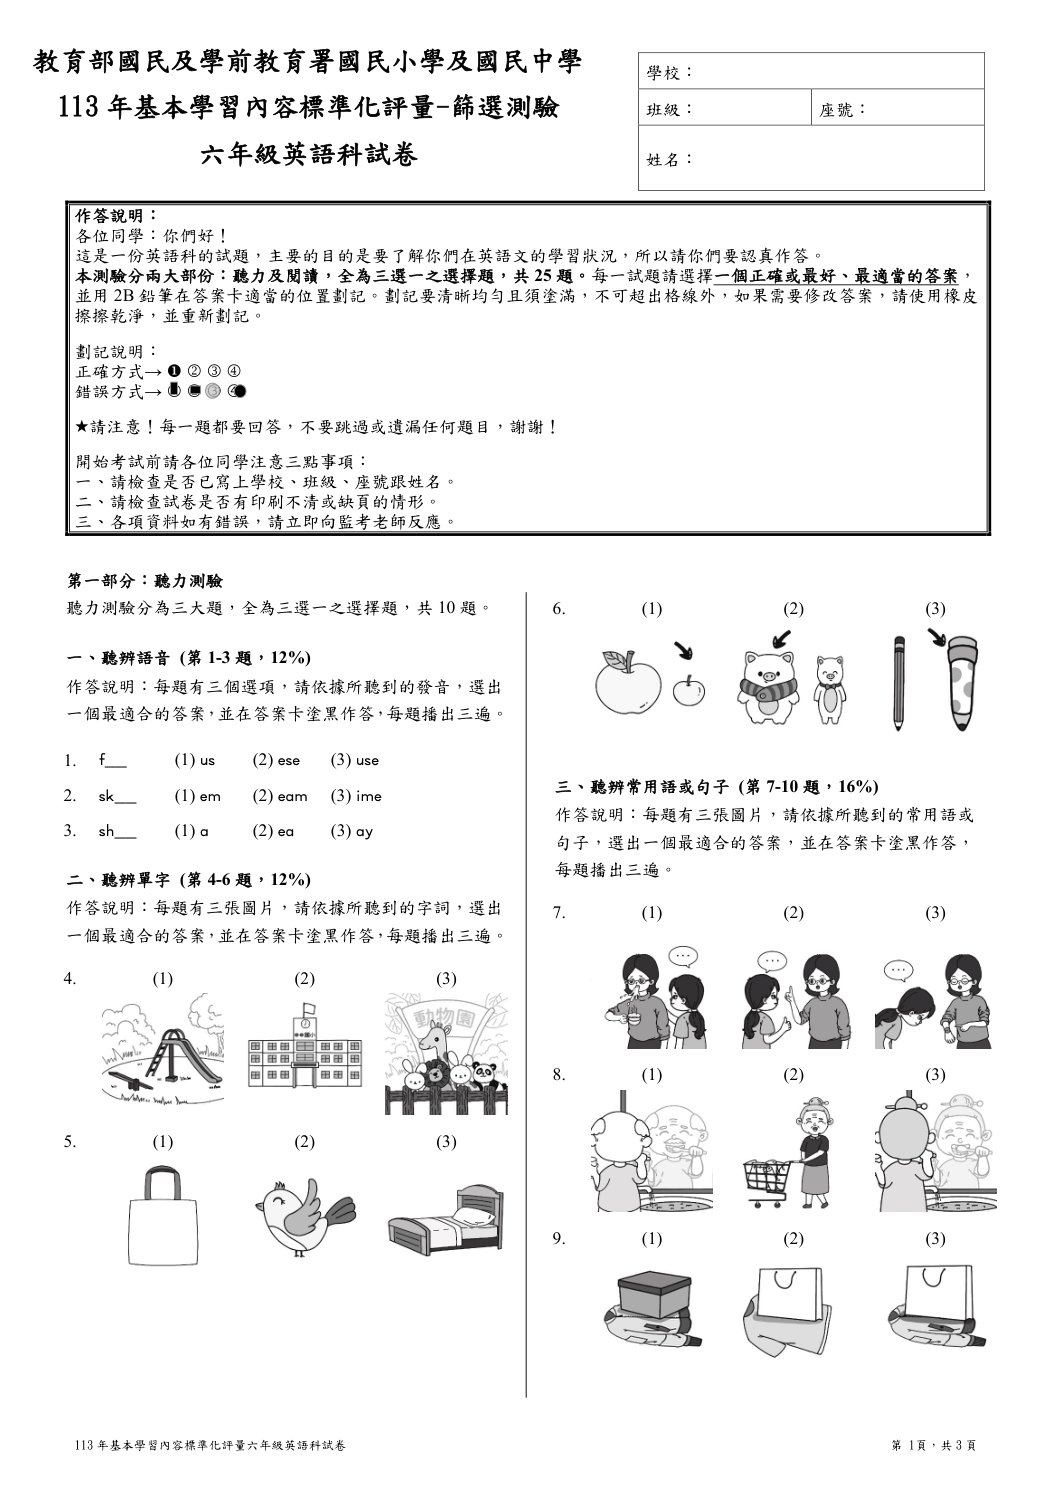 教育部國民及學前教育署國民小學及國民中學
113 年基本學習內容標準化評量-篩選測驗
六年級英語科試卷
學校：
班級： 座號：
姓名：
作答說明：
各位同學：你們好！
這是一份英語科的試題，主要的目的是要了解你們在英語文的學習狀況，所以請你們要認真作答。
本測驗分兩大部份：聽力及閱讀，全為三選一之選擇題，共 25 題。每一試題請選擇一個正確或最好、最適當的答案，
並用 2B 鉛筆在答案卡適當的位置劃記。劃記要清晰均勻且須塗滿，不可超出格線外，如果需要修改答案，請使用橡皮
擦擦乾淨，並重新劃記。
劃記說明：
正確方式→ ❶ ② ③ ④
錯誤方式→ ① ② ③ ④
★請注意！每一題都要回答，不要跳過或遺漏任何題目，謝謝！
開始考試前請各位同學注意三點事項：
一、請檢查是否已寫上學校、班級、座號跟姓名。
二、請檢查試卷是否有印刷不清或缺頁的情形。
三、各項資料如有錯誤，請立即向監考老師反應。
第一部分：聽力測驗
聽力測驗分為三大題，全為三選一之選擇題，共 10 題。
一、聽辨語音 (第 1-3 題，12%)
作答說明：每題有三個選項，請依據所聽到的發音，選出
一個最適合的答案，並在答案卡塗黑作答，每題播出三遍。
1. f___ (1) us (2) ese (3) use
2. sk___ (1) em (2) eam (3) ime
3. sh___ (1) a (2) ea (3) ay
二、聽辨單字 (第 4-6 題，12%)
作答說明：每題有三張圖片，請依據所聽到的字詞，選出
一個最適合的答案，並在答案卡塗黑作答，每題播出三遍。
4. (1) (2) (3)
動物園
5. (1) (2) (3)
6. (1) (2) (3)
三、聽辨常用語或句子 (第 7-10 題，16%)
作答說明：每題有三張圖片，請依據所聽到的常用語或
句子，選出一個最適合的答案，並在答案卡塗黑作答，
每題播出三遍。
7. (1) (2) (3)
8. (1) (2) (3)
9. (1) (2) (3)
113 年基本學習內容標準化評量六年級英語科試卷
第 1頁，共 3 頁